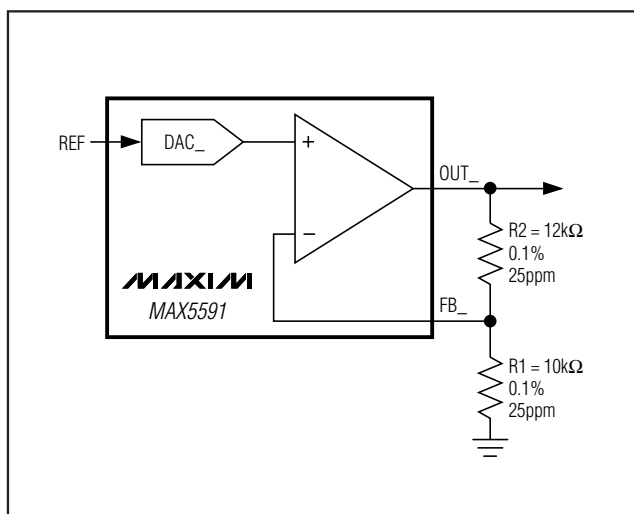 REF
DAC_
+
−
OUT_
R2 = 12kΩ
0.1%
25ppm
MAXIM
MAX5591
FB_
R1 = 10kΩ
0.1%
25ppm